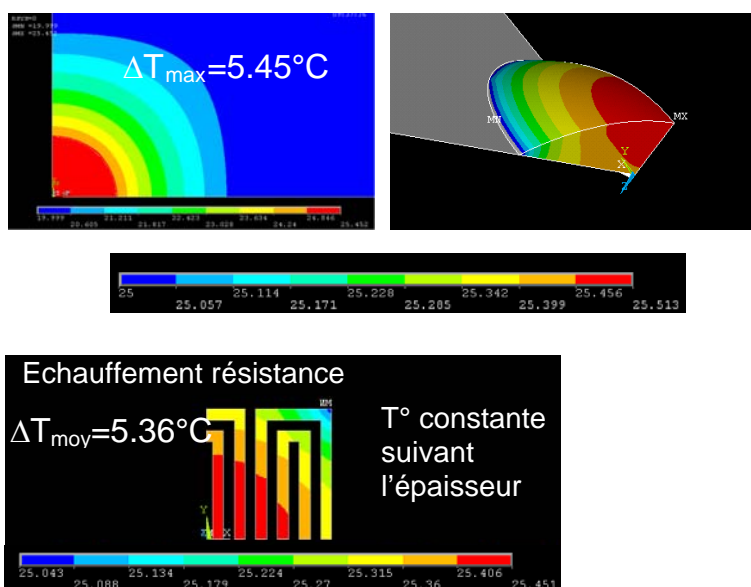 ΔTmax=5.45°C
19.999 21.211 22.423 23.634 24.846
20.605 21.817 23.028 24.24 25.452
MN
MX
Y
X
Z
25 25.114 25.228 25.342 25.456
25.057 25.171 25.285 25.399 25.513
Echauffement résistance
ΔTmoy=5.36°C
T° constante
suivant
l'épaisseur
Y
X
25.043 25.134 25.224 25.315 25.406
25.088 25.179 25.27 25.36 25.451